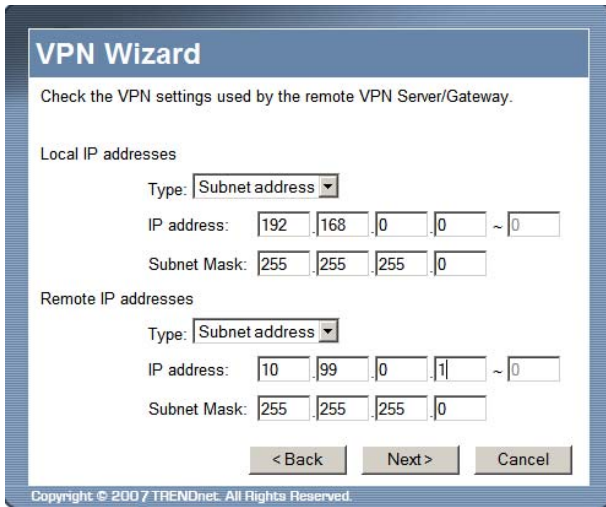 VPN Wizard
Check the VPN settings used by the remote VPN Server/Gateway.
Local IP addresses
Type: Subnet address
IP address: 192 .168 .0 .0 ~ 0
Subnet Mask: 255 .255 .255 .0
Remote IP addresses
Type: Subnet address
IP address: 10 .99 .0 .1 ~ 0
Subnet Mask: 255 .255 .255 .0
< Back Next > Cancel
Copyright © 2007 TRENDnet. All Rights Reserved.